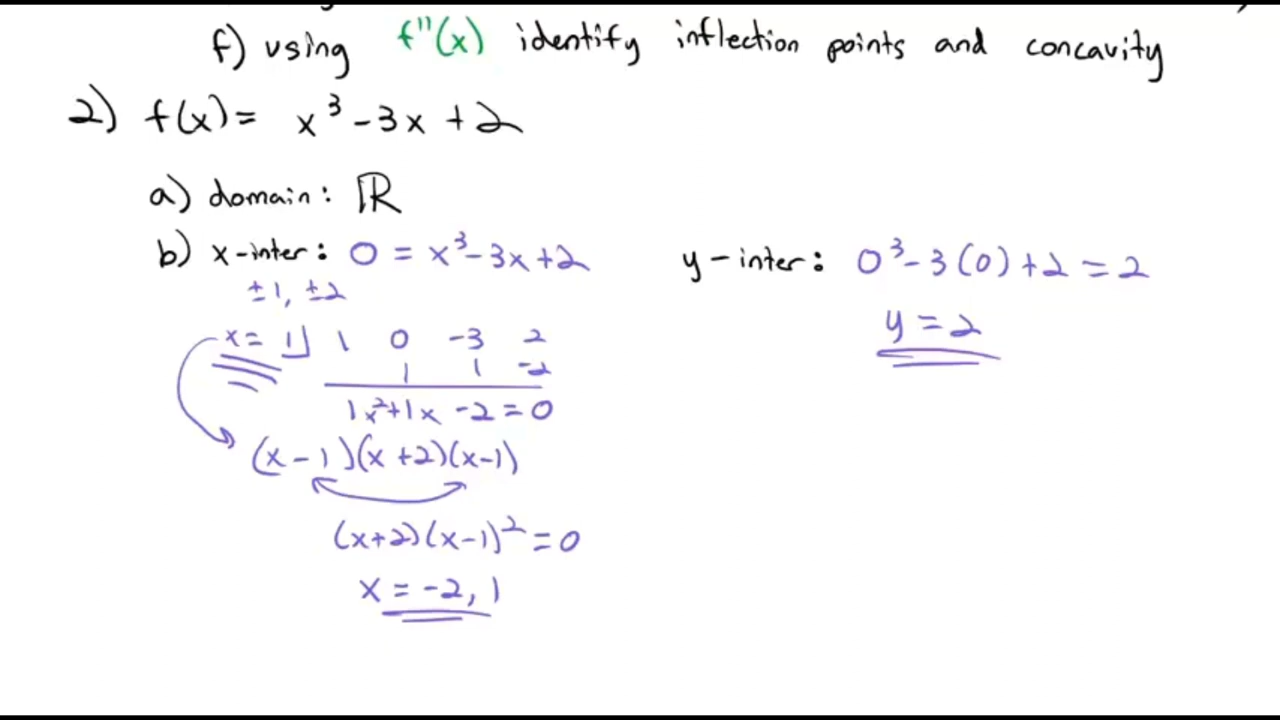 f) using f"(x) identify inflection points and concavity
2) f(x) = x³ - 3x + 2
a) domain: ℝ
b) x-inter: 0 = x³ - 3x + 2
±1, ±2
x = 1 1 0 -3 2
1 1 -2
1x² + 1x - 2 = 0
(x - 1)(x + 2)(x - 1)
(x + 2)(x - 1)² = 0
x = -2, 1
y-inter: 0³ - 3(0) + 2 = 2
y = 2